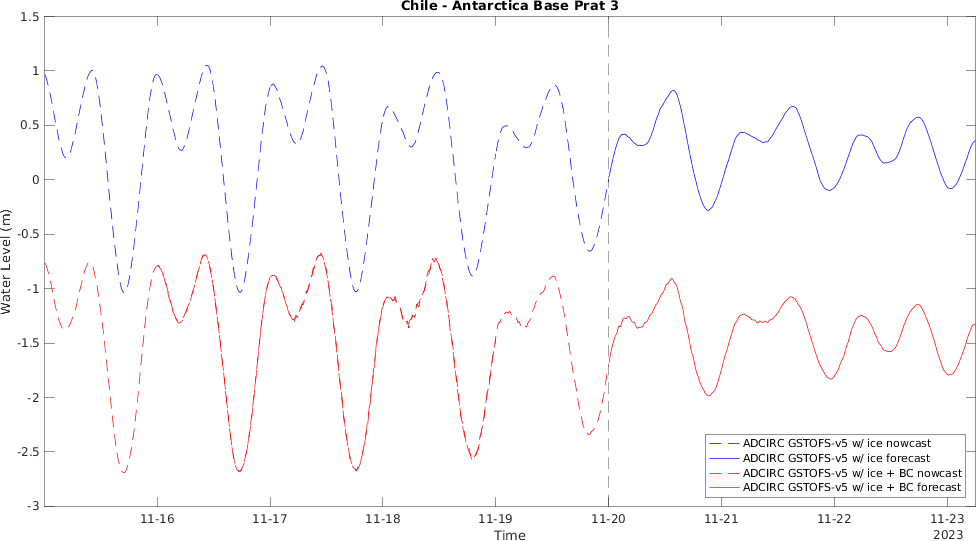 Chile - Antarctica Base Prat 3
1.5
1
0.5
0
-0.5
-1
-1.5
-2
-2.5
-3
Water Level (m)
11-16
11-17
11-18
11-19
11-20
11-21
11-22
11-23
2023
Time
ADCIRC GSTOFS-v5 w/ ice nowcast
ADCIRC GSTOFS-v5 w/ ice forecast
ADCIRC GSTOFS-v5 w/ ice + BC nowcast
ADCIRC GSTOFS-v5 w/ ice + BC forecast